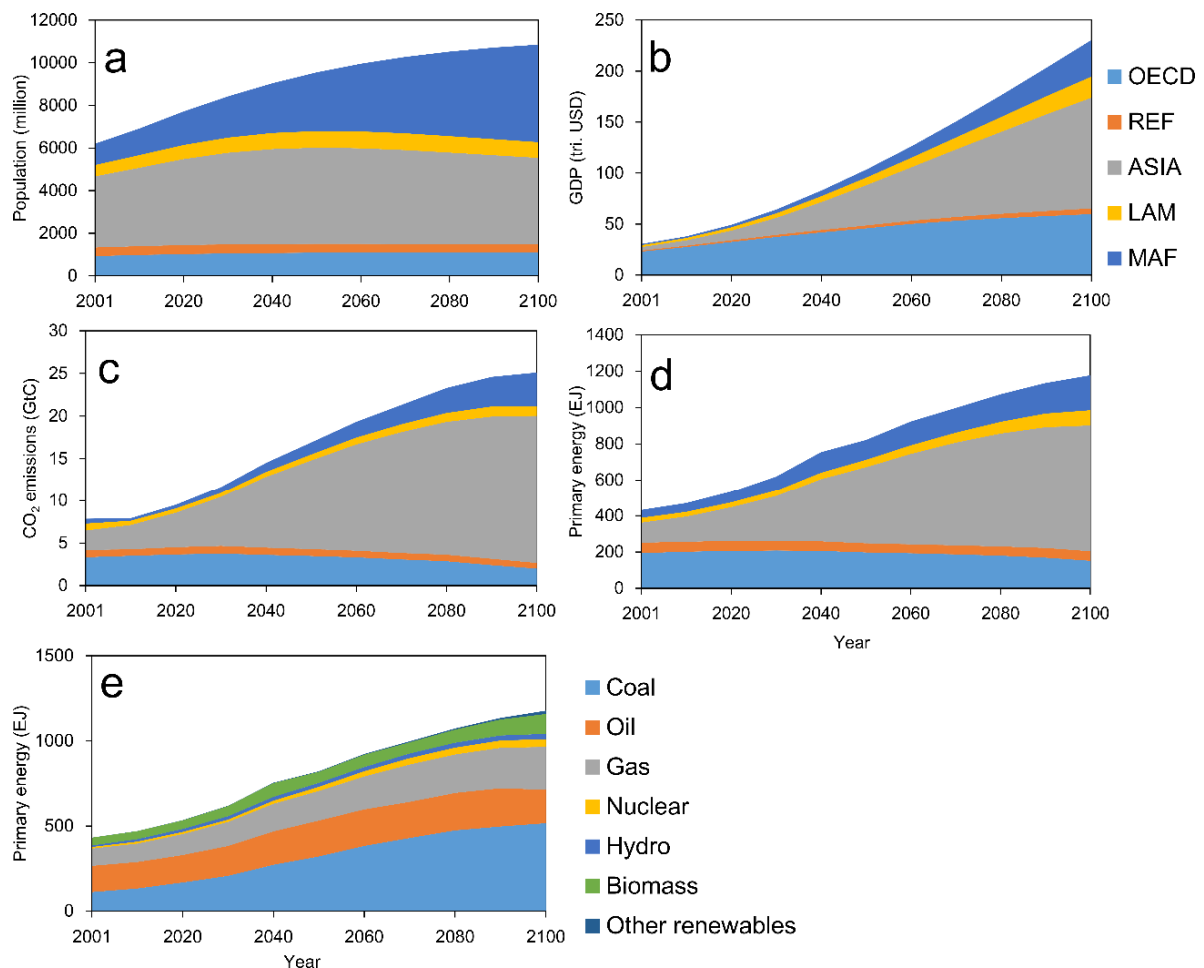 a
Population (million)
12000
10000
8000
6000
4000
2000
0
2001 2020 2040 2060 2080 2100
b
GDP (tri. USD)
250
200
150
100
50
0
2001 2020 2040 2060 2080 2100
OECD
REF
ASIA
LAM
MAF
c
CO₂ emissions (GtC)
30
25
20
15
10
5
0
2001 2020 2040 2060 2080 2100
d
Primary energy (EJ)
1400
1200
1000
800
600
400
200
0
2001 2020 2040 2060 2080 2100
Year
e
Primary energy (EJ)
1500
1000
500
0
2001 2020 2040 2060 2080 2100
Year
Coal
Oil
Gas
Nuclear
Hydro
Biomass
Other renewables